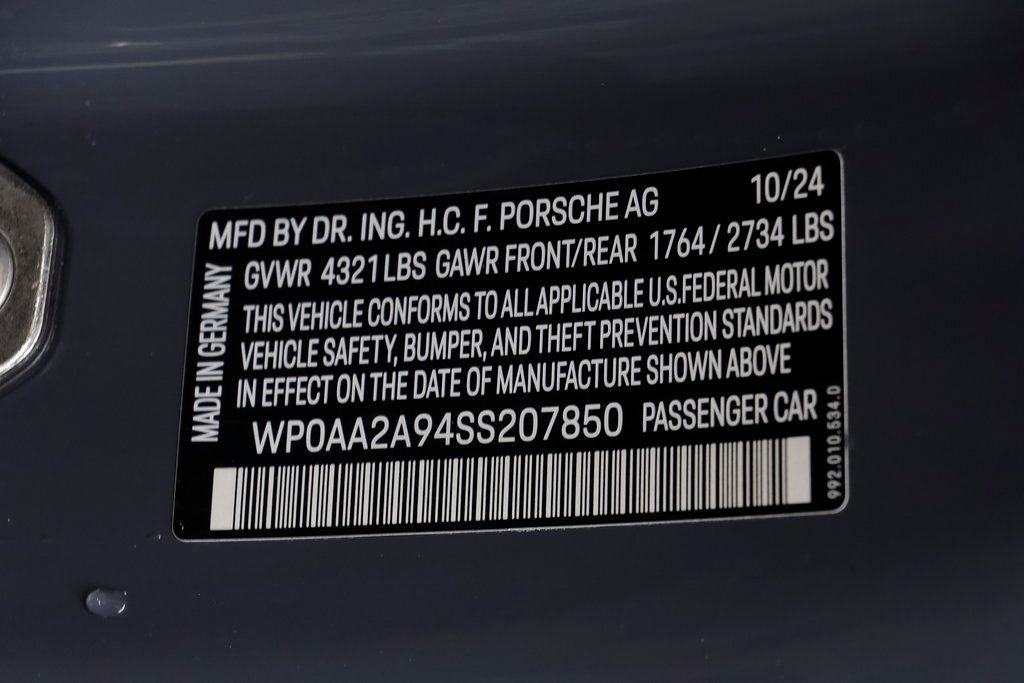 MFD BY DR. ING. H.C. F. PORSCHE AG 10/24
GVWR 4321 LBS GAWR FRONT/REAR 1764 / 2734 LBS
THIS VEHICLE CONFORMS TO ALL APPLICABLE U.S.FEDERAL MOTOR
VEHICLE SAFETY, BUMPER, AND THEFT PREVENTION STANDARDS
IN EFFECT ON THE DATE OF MANUFACTURE SHOWN ABOVE
WP0AA2A94SS207850 PASSENGER CAR
MADE IN GERMANY
992.010.534.0